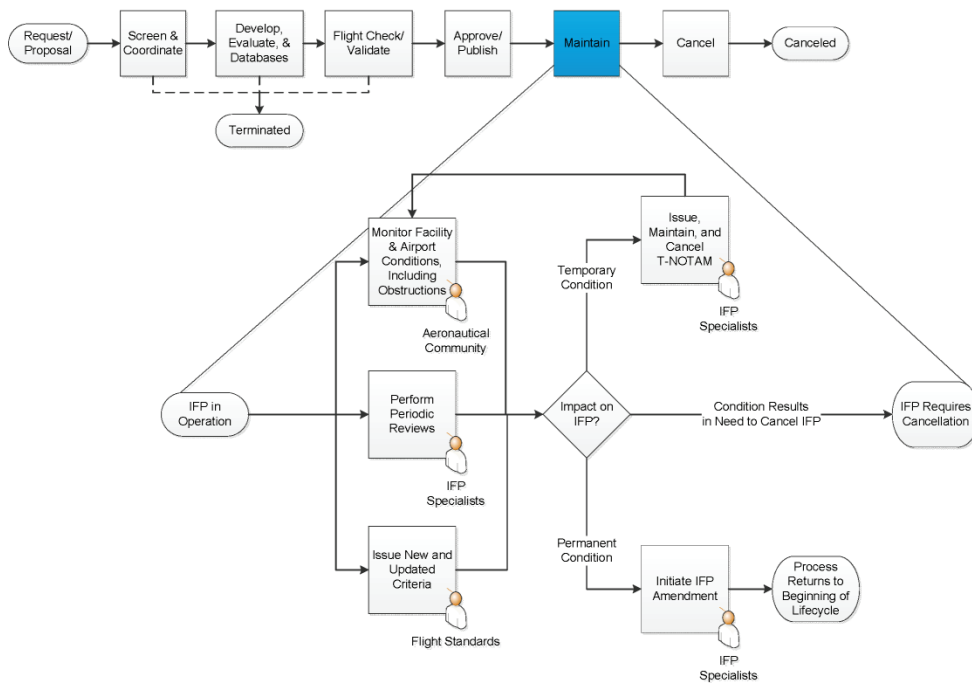 Request/
Proposal
Screen &
Coordinate
Develop,
Evaluate, &
Databases
Flight Check/
Validate
Approve/
Publish
Maintain
Cancel
Canceled
Terminated
Monitor Facility
& Airport
Conditions,
Including
Obstructions
Aeronautical
Community
Issue,
Maintain, and
Cancel
T-NOTAM
IFP
Specialists
Temporary
Condition
IFP in
Operation
Perform
Periodic
Reviews
IFP
Specialists
Impact on
IFP?
Condition Results
in Need to Cancel IFP
IFP Requires
Cancellation
Issue New and
Updated
Criteria
Flight Standards
Permanent
Condition
Initiate IFP
Amendment
IFP
Specialists
Process
Returns to
Beginning of
Lifecycle